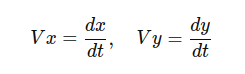 Vx = dx/dt, Vy = dy/dt